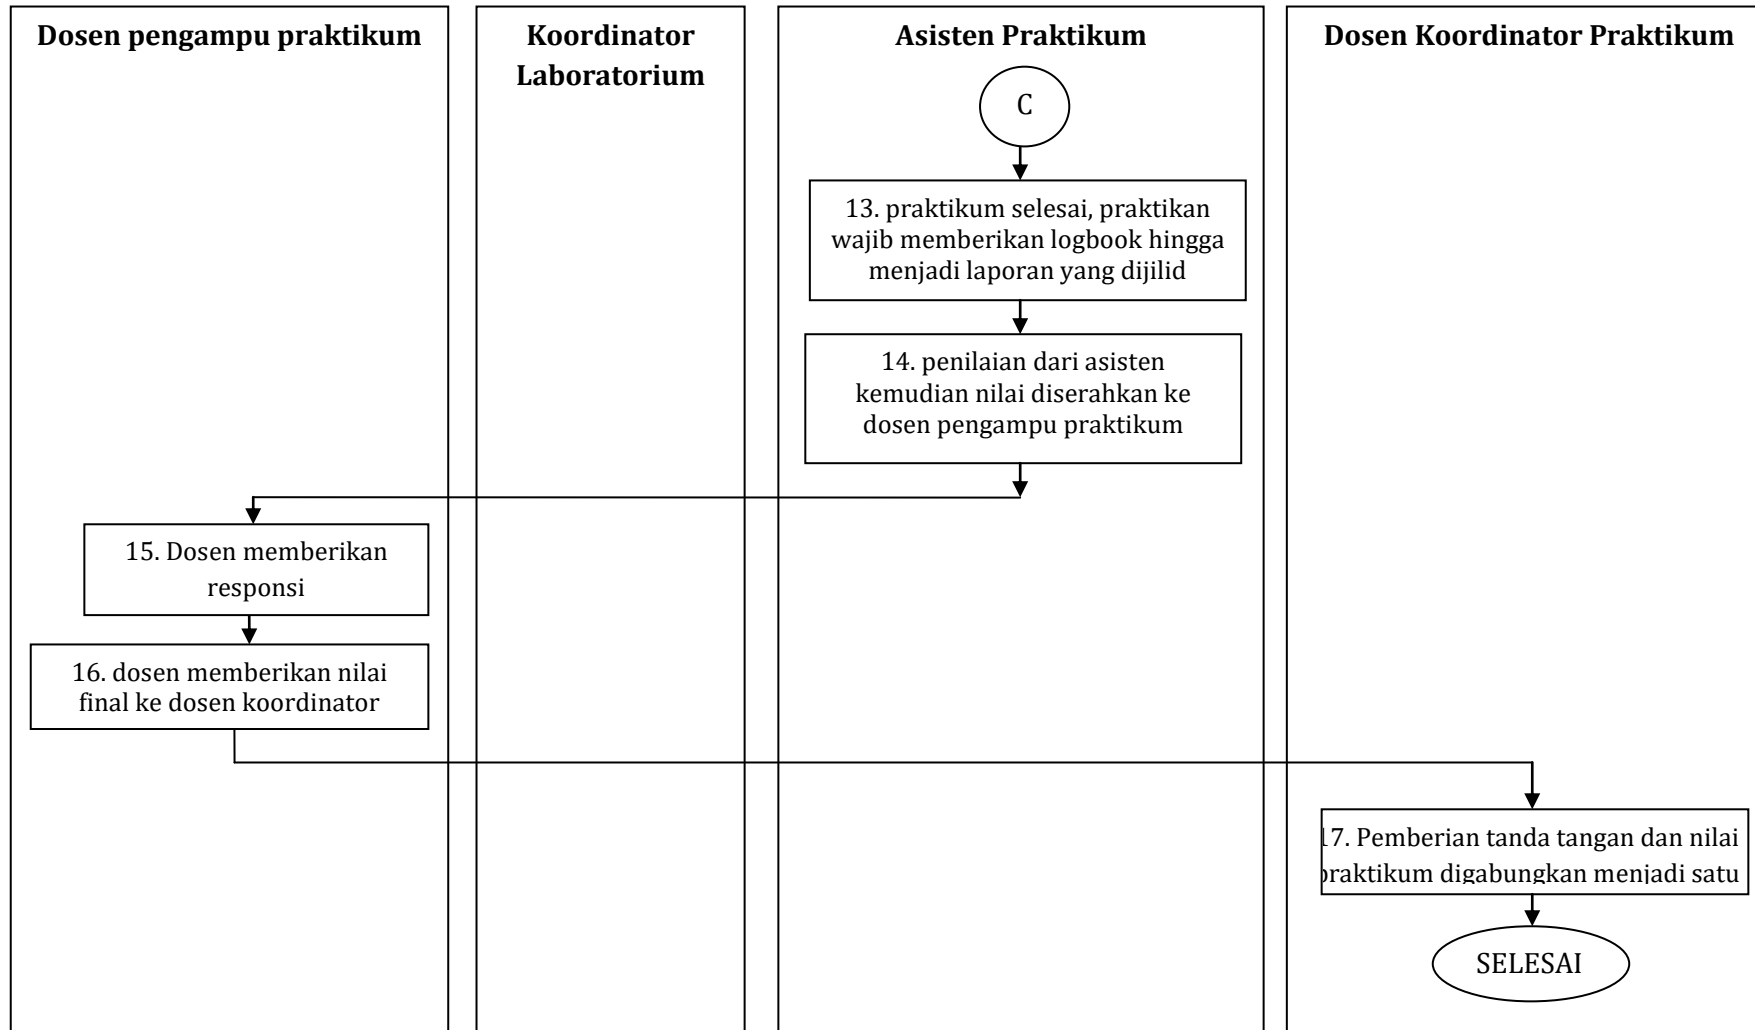 Dosen pengampu praktikum
Koordinator
Laboratorium
Asisten Praktikum
Dosen Koordinator Praktikum
C
13. praktikum selesai, praktikan
wajib memberikan logbook hingga
menjadi laporan yang dijilid
14. penilaian dari asisten
kemudian nilai diserahkan ke
dosen pengampu praktikum
15. Dosen memberikan
responsi
16. dosen memberikan nilai
final ke dosen koordinator
17. Pemberian tanda tangan dan nilai
praktikum digabungkan menjadi satu
SELESAI